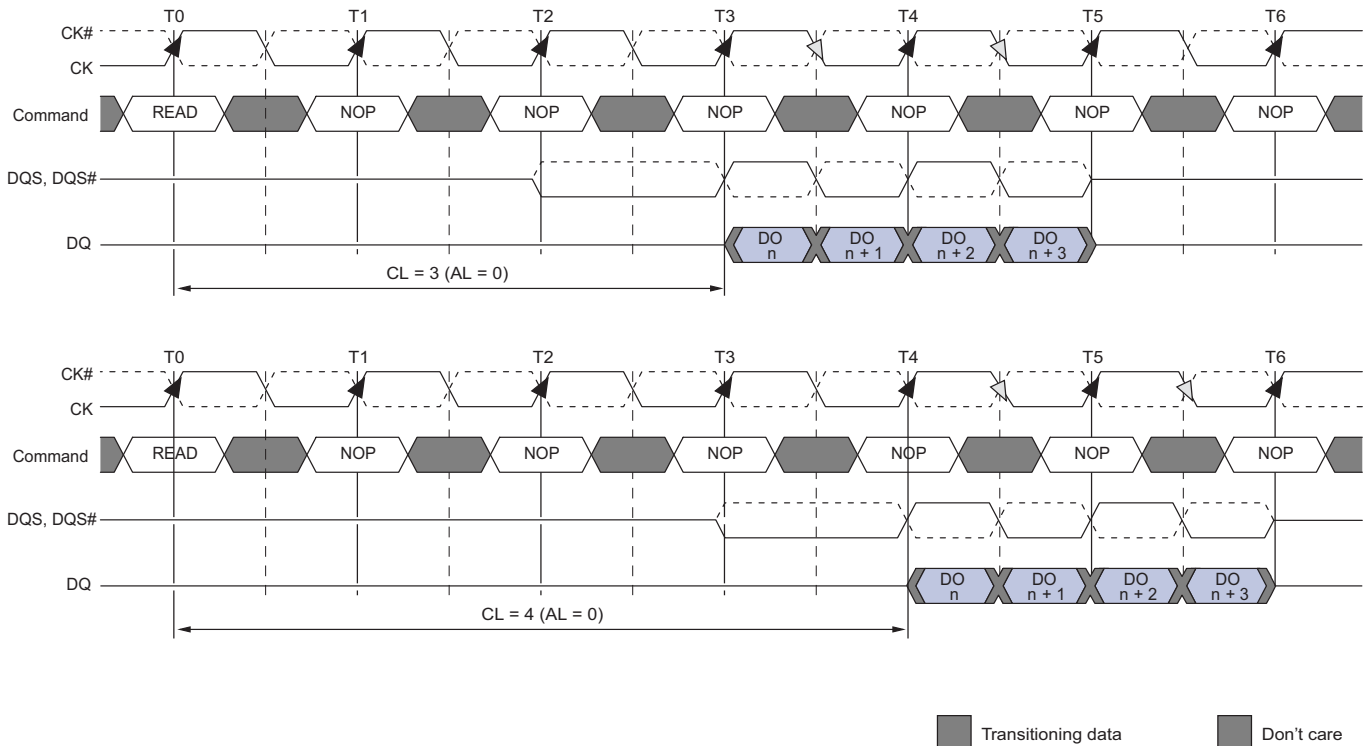 T0 T1 T2 T3 T4 T5 T6
CK#
CK
Command READ NOP NOP NOP NOP NOP NOP
DQS, DQS#
DQ DO n DO n + 1 DO n + 2 DO n + 3
CL = 3 (AL = 0)
T0 T1 T2 T3 T4 T5 T6
CK#
CK
Command READ NOP NOP NOP NOP NOP NOP
DQS, DQS#
DQ DO n DO n + 1 DO n + 2 DO n + 3
CL = 4 (AL = 0)
Transitioning data Don't care